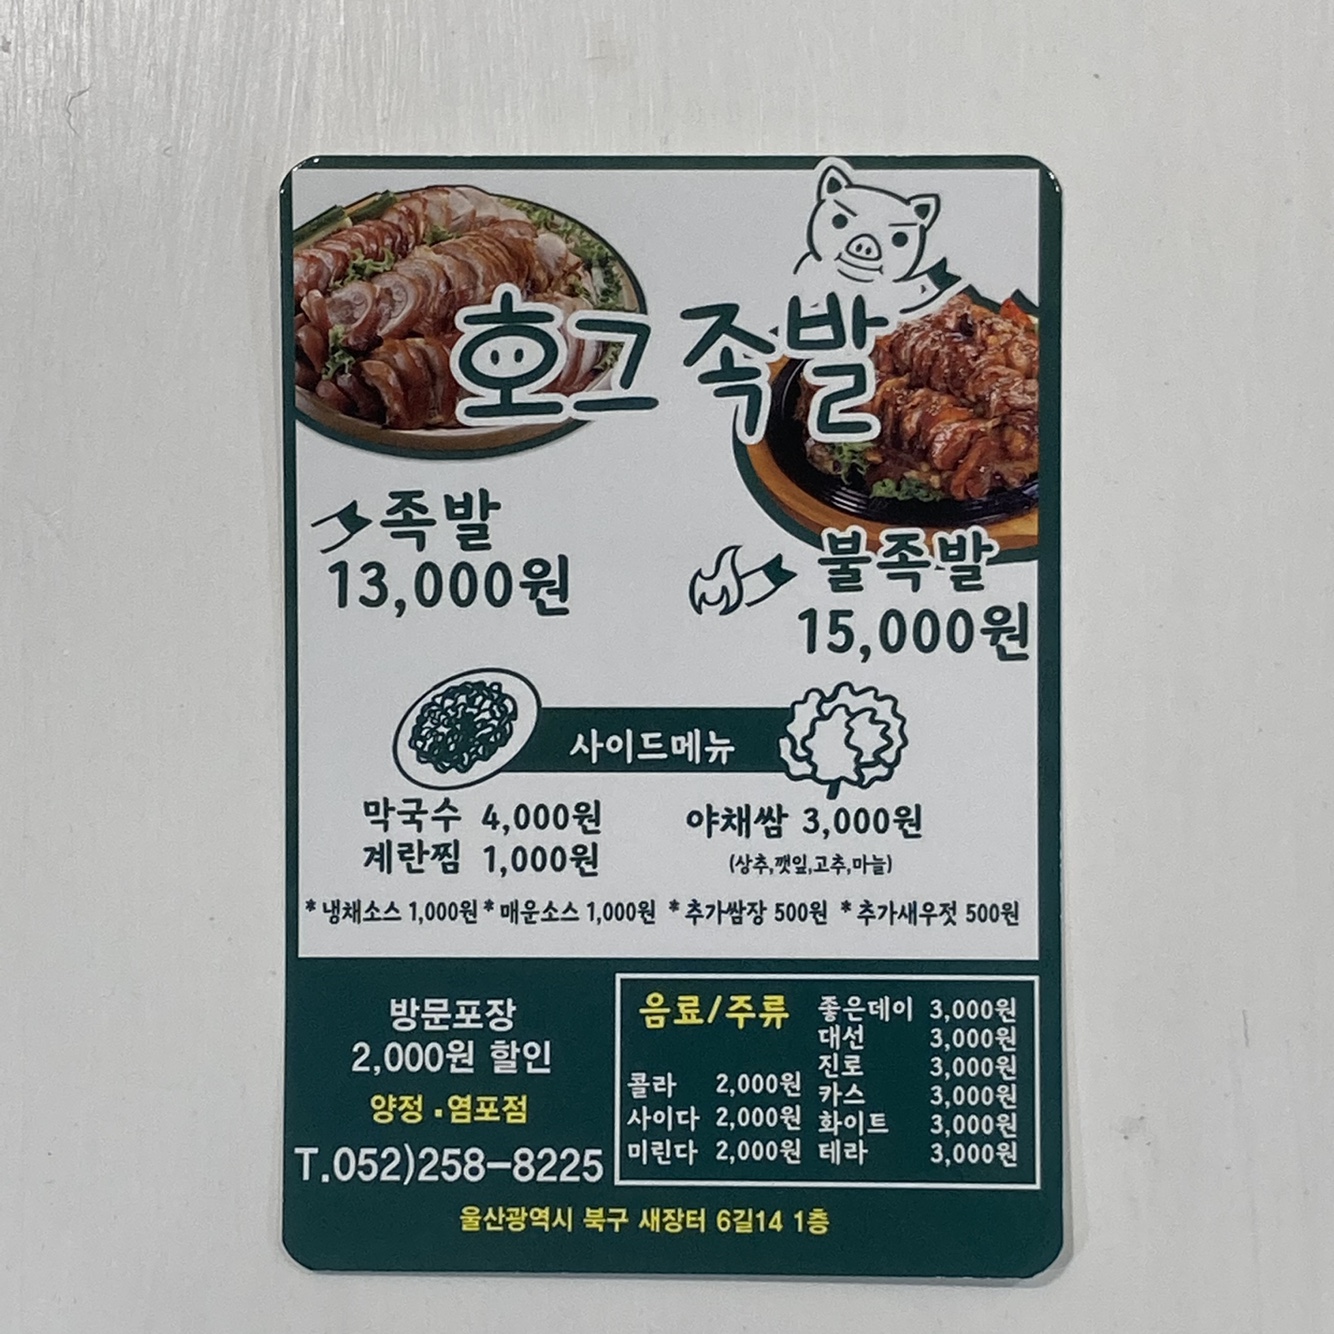 호그 족발
족발
13,000원
불족발
15,000원
사이드메뉴
막국수 4,000원
계란찜 1,000원
야채쌈 3,000원
(상추,깻잎,고추,마늘)
*냉채소스 1,000원 *매운소스 1,000원 *추가쌈장 500원 *추가새우젓 500원
방문포장
2,000원 할인
양정·염포점
T.052)258-8225
음료/주류
콜라 2,000원
사이다 2,000원
미린다 2,000원
좋은데이 3,000원
대선 3,000원
진로 3,000원
카스 3,000원
화이트 3,000원
테라 3,000원
울산광역시 북구 새장터 6길14 1층